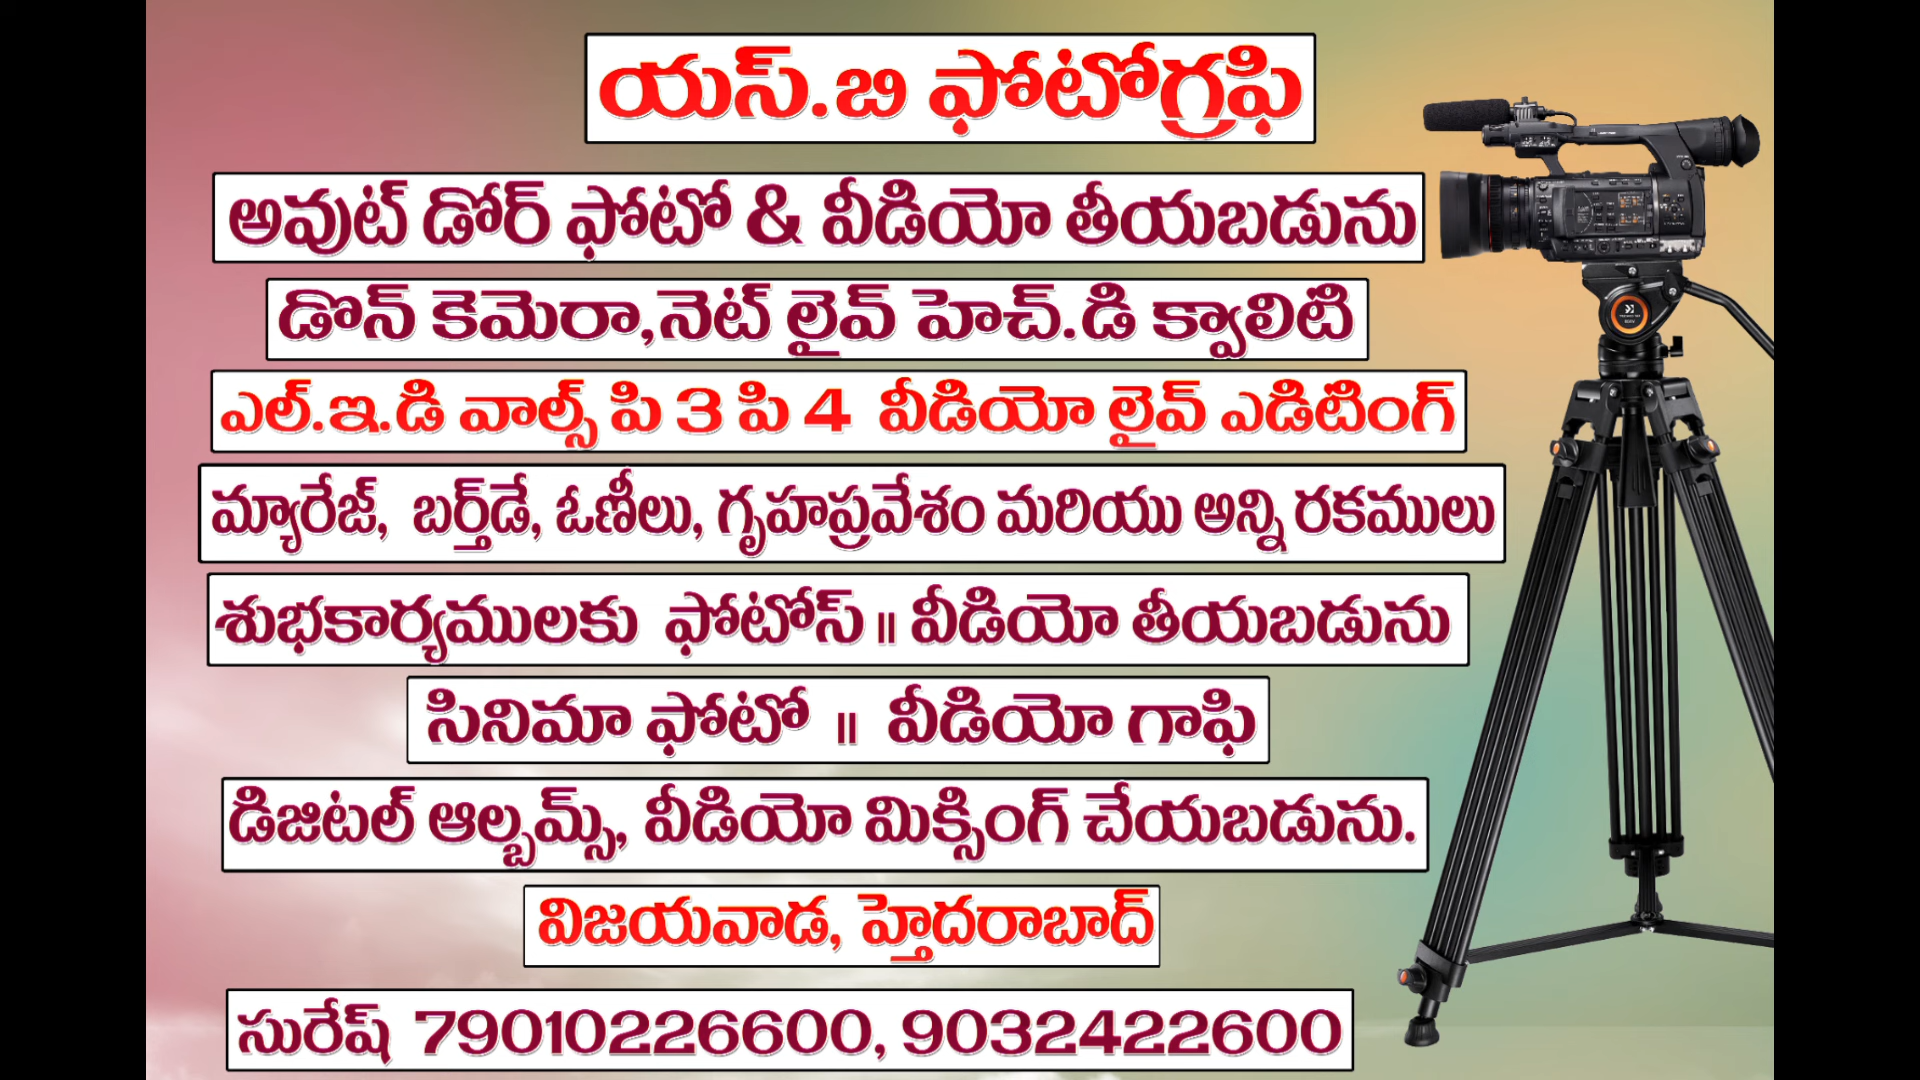 యస్.బి ఫోటోగ్రఫి
అవుట్ డోర్ ఫోటో & వీడియో తీయబడును
డొన్ కెమెరా,నెట్ లైవ్ హెచ్.డి క్వాలిటి
ఎల్.ఇ.డి వాల్స్ పి 3 పి 4 వీడియో లైవ్ ఎడిటింగ్
మ్యారేజ్, బర్త్‌డే, ఓణీలు, గృహప్రవేశం మరియు అన్ని రకములు
శుభకార్యములకు ఫోటోస్ || వీడియో తీయబడును
సినిమా ఫోటో || వీడియో గాఫి
డిజిటల్ ఆల్బమ్స్, వీడియో మిక్సింగ్ చేయబడును.
విజయవాడ, హైదరాబాద్
సురేష్ 79010226600, 9032422600